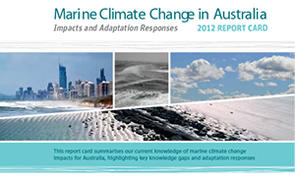 Marine Climate Change in Australia
Impacts and Adaptation Responses 2012 REPORT CARD
This report card summarises our current knowledge of marine climate change
impacts for Australia, highlighting key knowledge gaps and adaptation responses